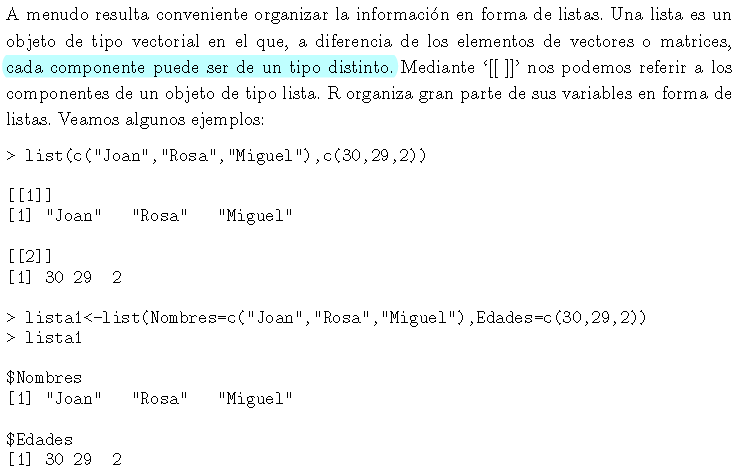 A menudo resulta conveniente organizar la información en forma de listas. Una lista es un
objeto de tipo vectorial en el que, a diferencia de los elementos de vectores o matrices,
cada componente puede ser de un tipo distinto. Mediante ‘[[ ]]’ nos podemos referir a los
componentes de un objeto de tipo lista. R organiza gran parte de sus variables en forma de
listas. Veamos algunos ejemplos:
> list(c("Joan","Rosa","Miguel"),c(30,29,2))
[[1]]
[1] "Joan"   "Rosa"   "Miguel"
[[2]]
[1] 30 29  2
> lista1<-list(Nombres=c("Joan","Rosa","Miguel"),Edades=c(30,29,2))
> lista1
$Nombres
[1] "Joan"   "Rosa"   "Miguel"
$Edades
[1] 30 29  2